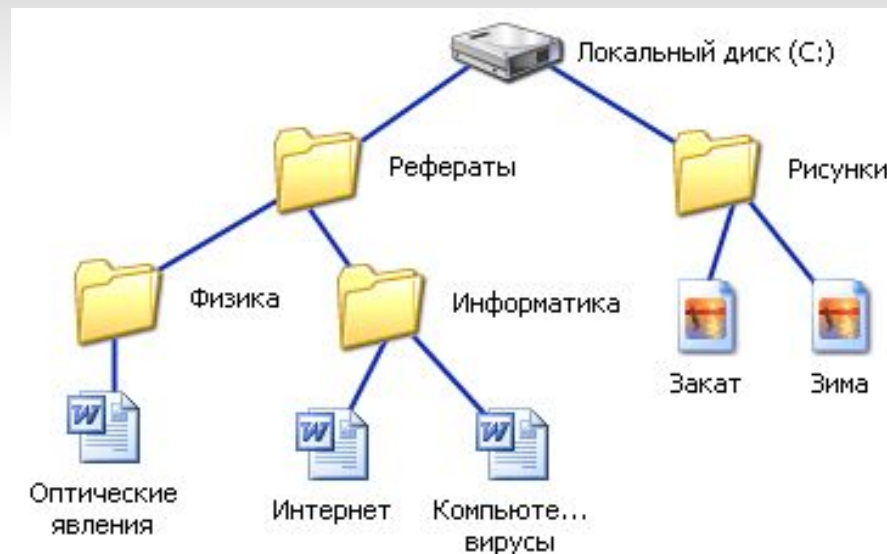 Локальный диск (C:)
Рефераты
Рисунки
Физика
Информатика
Закат
Зима
Оптические
явления
Интернет
Компьюте...
вирусы